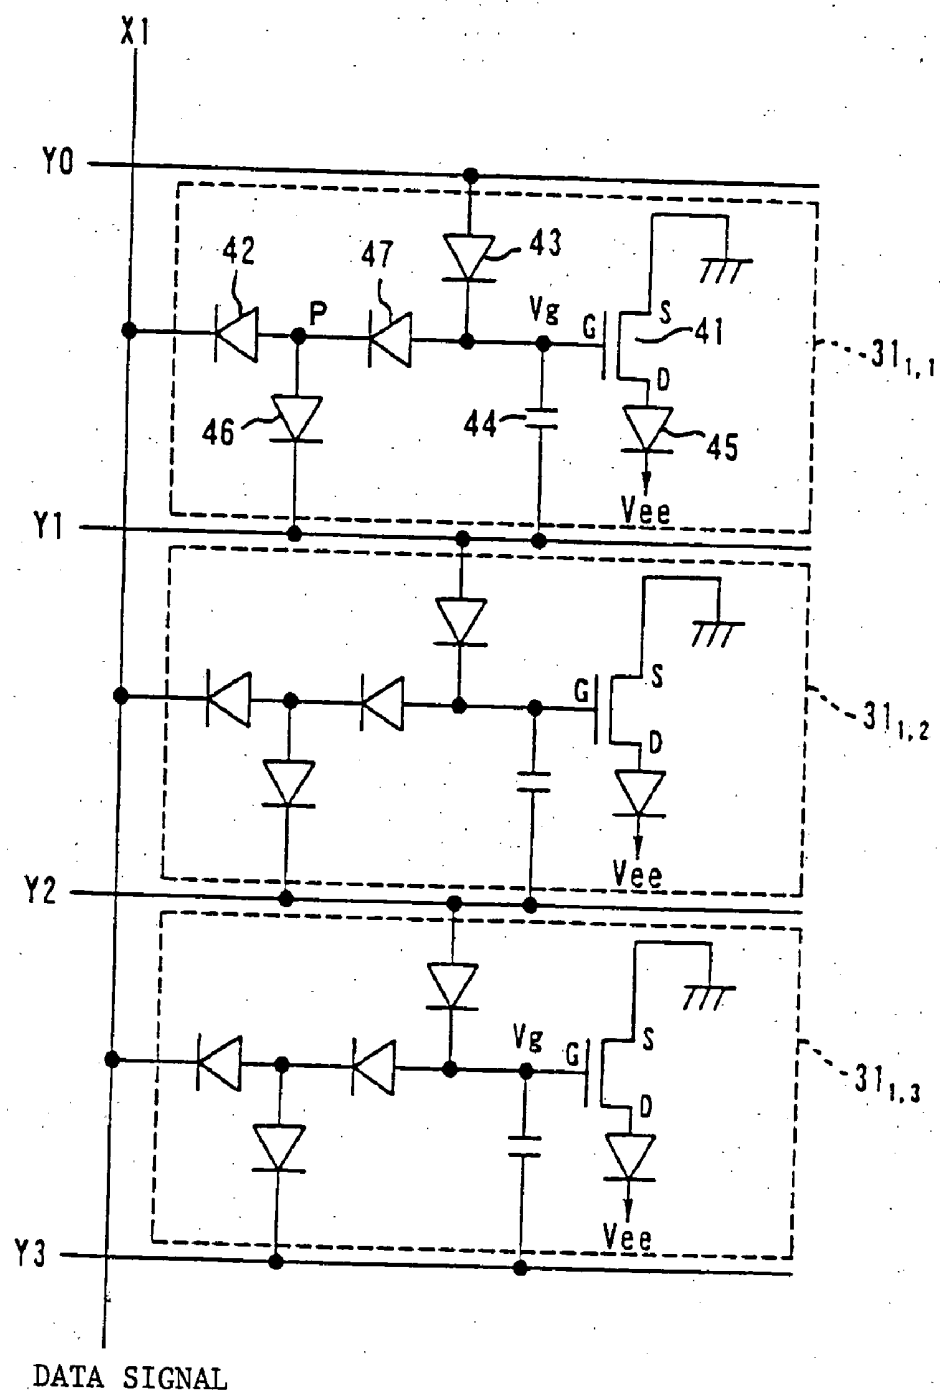 X1
Y0
42
47
43
P
Vg
G
S
41
31₁,₁
D
46
44
45
Vee
Y1
G
S
31₁,₂
D
Vee
Y2
Vg
G
S
D
31₁,₃
Vee
Y3
DATA SIGNAL